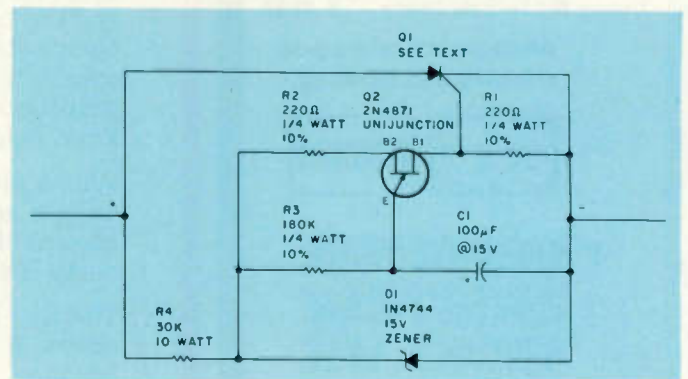 Q1
SEE TEXT
R2
220Ω
1/4 WATT
10%
Q2
2N4871
UNIJUNCTION
R1
220Ω
1/4 WATT
10%
B2
B1
E
+
-
R3
180K
1/4 WATT
10%
C1
100µF
@15V
+
R4
30K
10 WATT
D1
1N4744
15V
ZENER